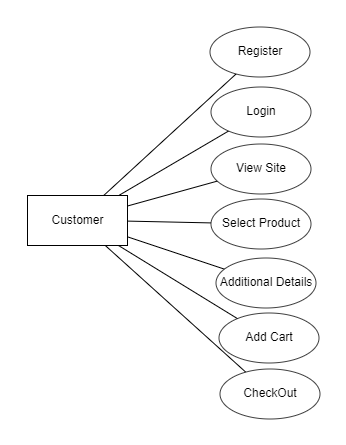 Register
Login
View Site
Customer
Select Product
Additional Details
Add Cart
CheckOut